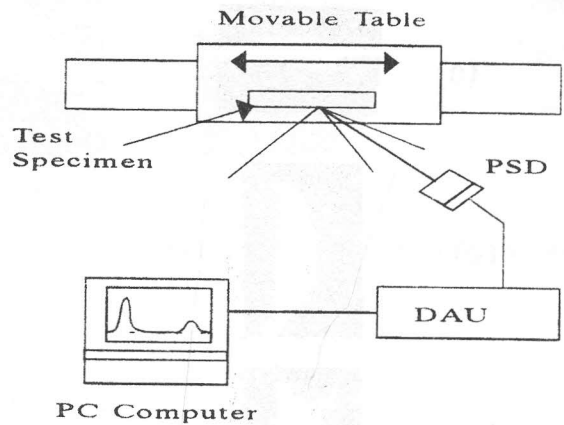 Movable Table
Test
Specimen
PSD
DAU
PC Computer